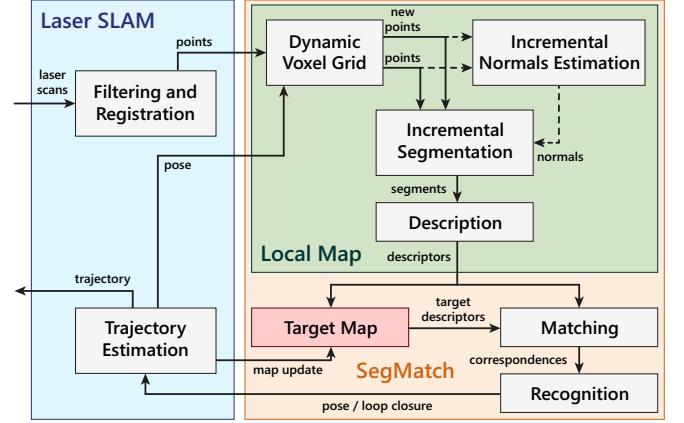 Laser SLAM
laser
scans
points
Filtering and
Registration
pose
trajectory
Trajectory
Estimation
map update
pose / loop closure
Dynamic
Voxel Grid
new
points
points
Incremental
Normals Estimation
Incremental
Segmentation
normals
segments
Description
Local Map
descriptors
Target Map
target
descriptors
Matching
SegMatch
correspondences
Recognition